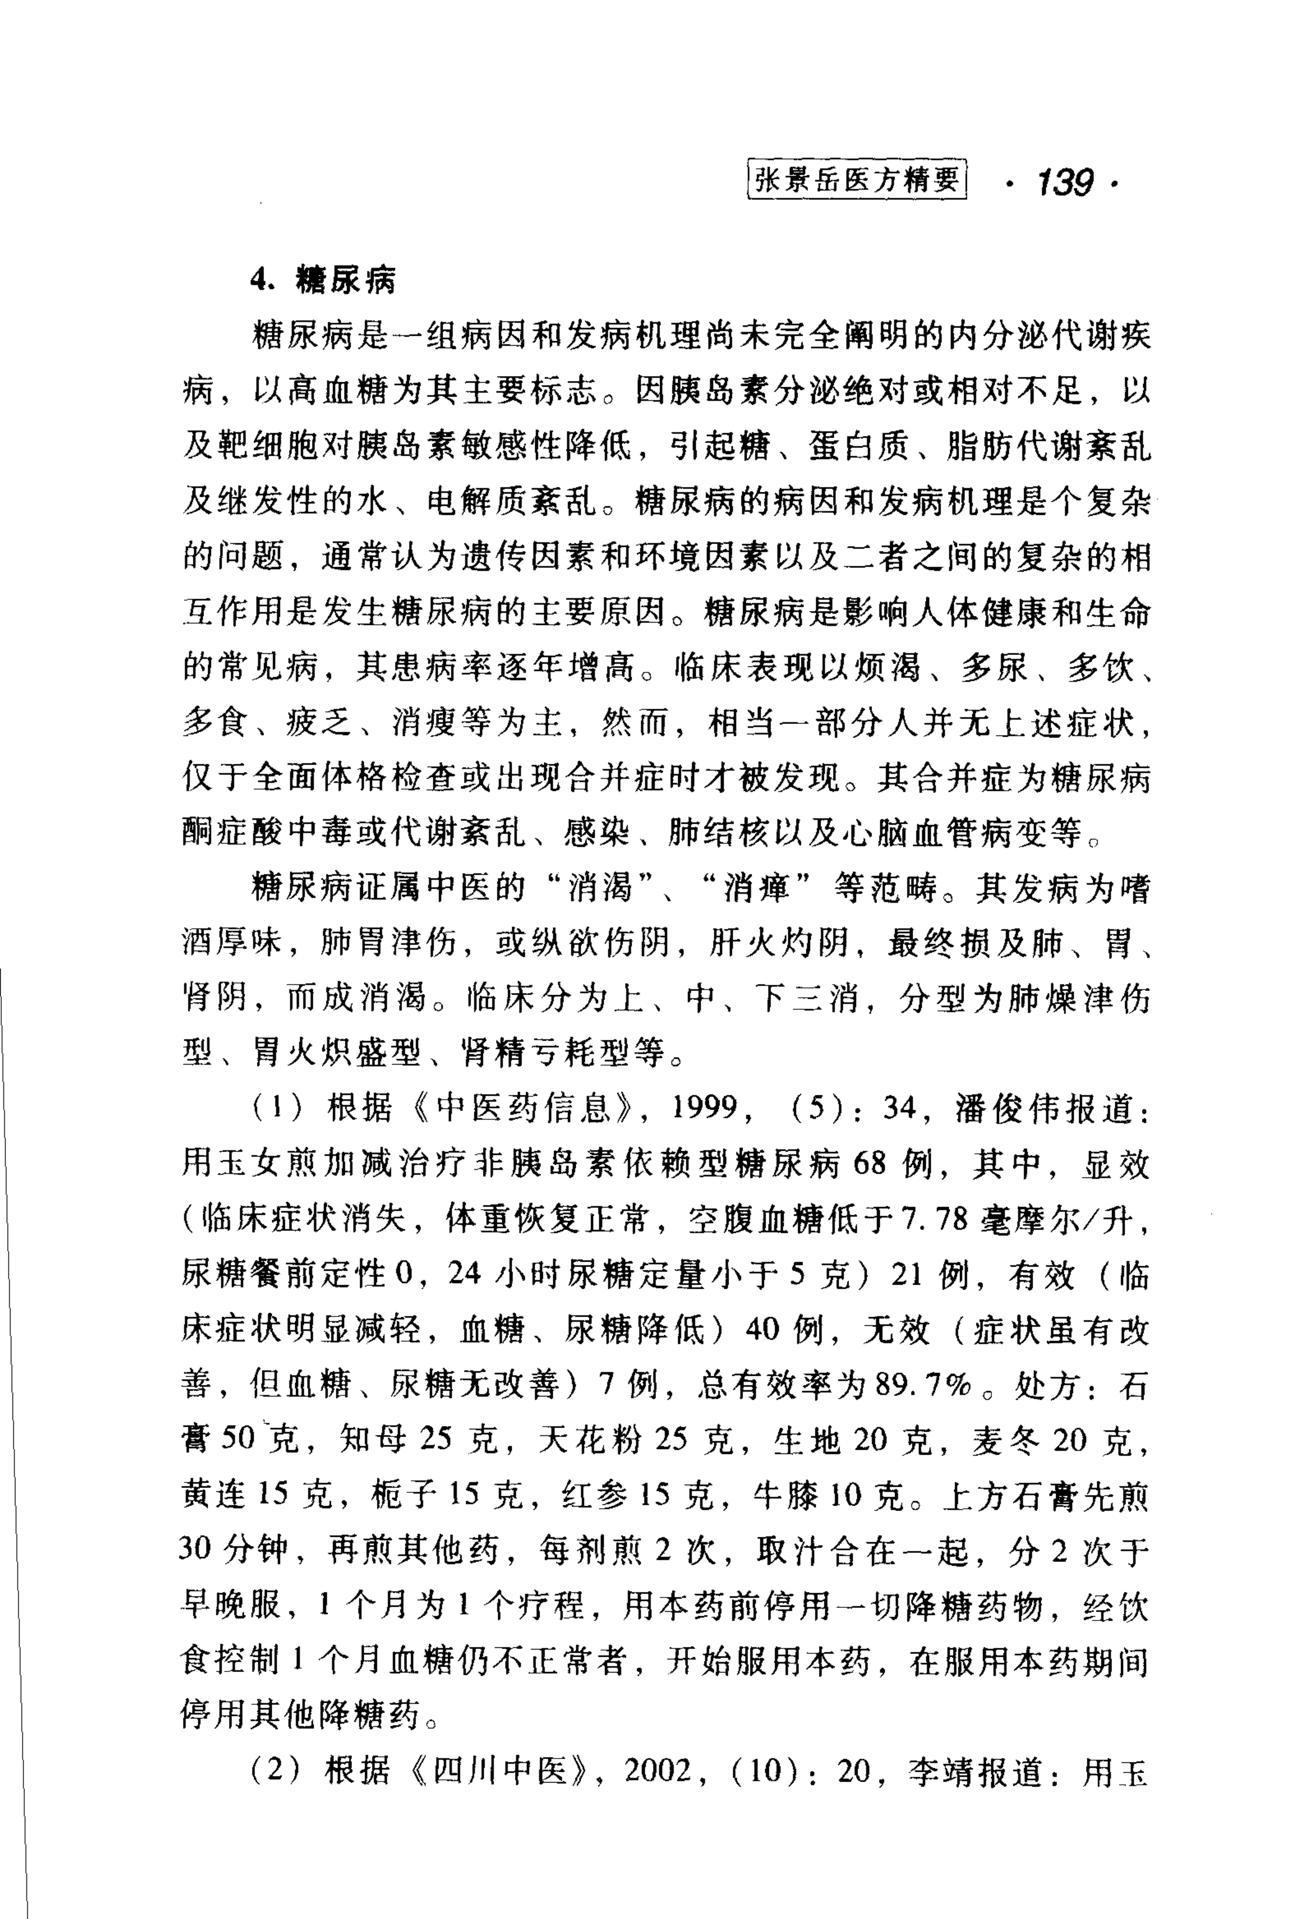 张景岳医方精要 · 139 ·
4. 糖尿病
糖尿病是一组病因和发病机理尚未完全阐明的内分泌代谢疾
病，以高血糖为其主要标志。因胰岛素分泌绝对或相对不足，以
及靶细胞对胰岛素敏感性降低，引起糖、蛋白质、脂肪代谢紊乱
及继发性的水、电解质紊乱。糖尿病的病因和发病机理是个复杂
的问题，通常认为遗传因素和环境因素以及二者之间的复杂的相
互作用是发生糖尿病的主要原因。糖尿病是影响人体健康和生命
的常见病，其患病率逐年增高。临床表现以烦渴、多尿、多饮、
多食、疲乏、消瘦等为主，然而，相当一部分人并无上述症状，
仅于全面体格检查或出现合并症时才被发现。其合并症为糖尿病
酮症酸中毒或代谢紊乱、感染、肺结核以及心脑血管病变等。
糖尿病证属中医的“消渴”、“消瘅”等范畴。其发病为嗜
酒厚味，肺胃津伤，或纵欲伤阴，肝火灼阴，最终损及肺、胃、
肾阴，而成消渴。临床分为上、中、下三消，分型为肺燥津伤
型、胃火炽盛型、肾精亏耗型等。
(1) 根据《中医药信息》，1999，(5)：34，潘俊伟报道：
用玉女煎加减治疗非胰岛素依赖型糖尿病 68 例，其中，显效
(临床症状消失，体重恢复正常，空腹血糖低于7.78 毫摩尔/升，
尿糖餐前定性0，24 小时尿糖定量小于 5 克) 21 例，有效 (临
床症状明显减轻，血糖、尿糖降低) 40 例，无效 (症状虽有改
善，但血糖、尿糖无改善) 7 例，总有效率为89.7%。处方：石
膏 50 克，知母 25 克，天花粉 25 克，生地 20 克，麦冬 20 克，
黄连 15 克，栀子 15 克，红参 15 克，牛膝 10 克。上方石膏先煎
30 分钟，再煎其他药，每剂煎 2 次，取汁合在一起，分 2 次于
早晚服，1 个月为 1 个疗程，用本药前停用一切降糖药物，经饮
食控制 1 个月血糖仍不正常者，开始服用本药，在服用本药期间
停用其他降糖药。
(2) 根据《四川中医》，2002，(10)：20，李靖报道：用玉